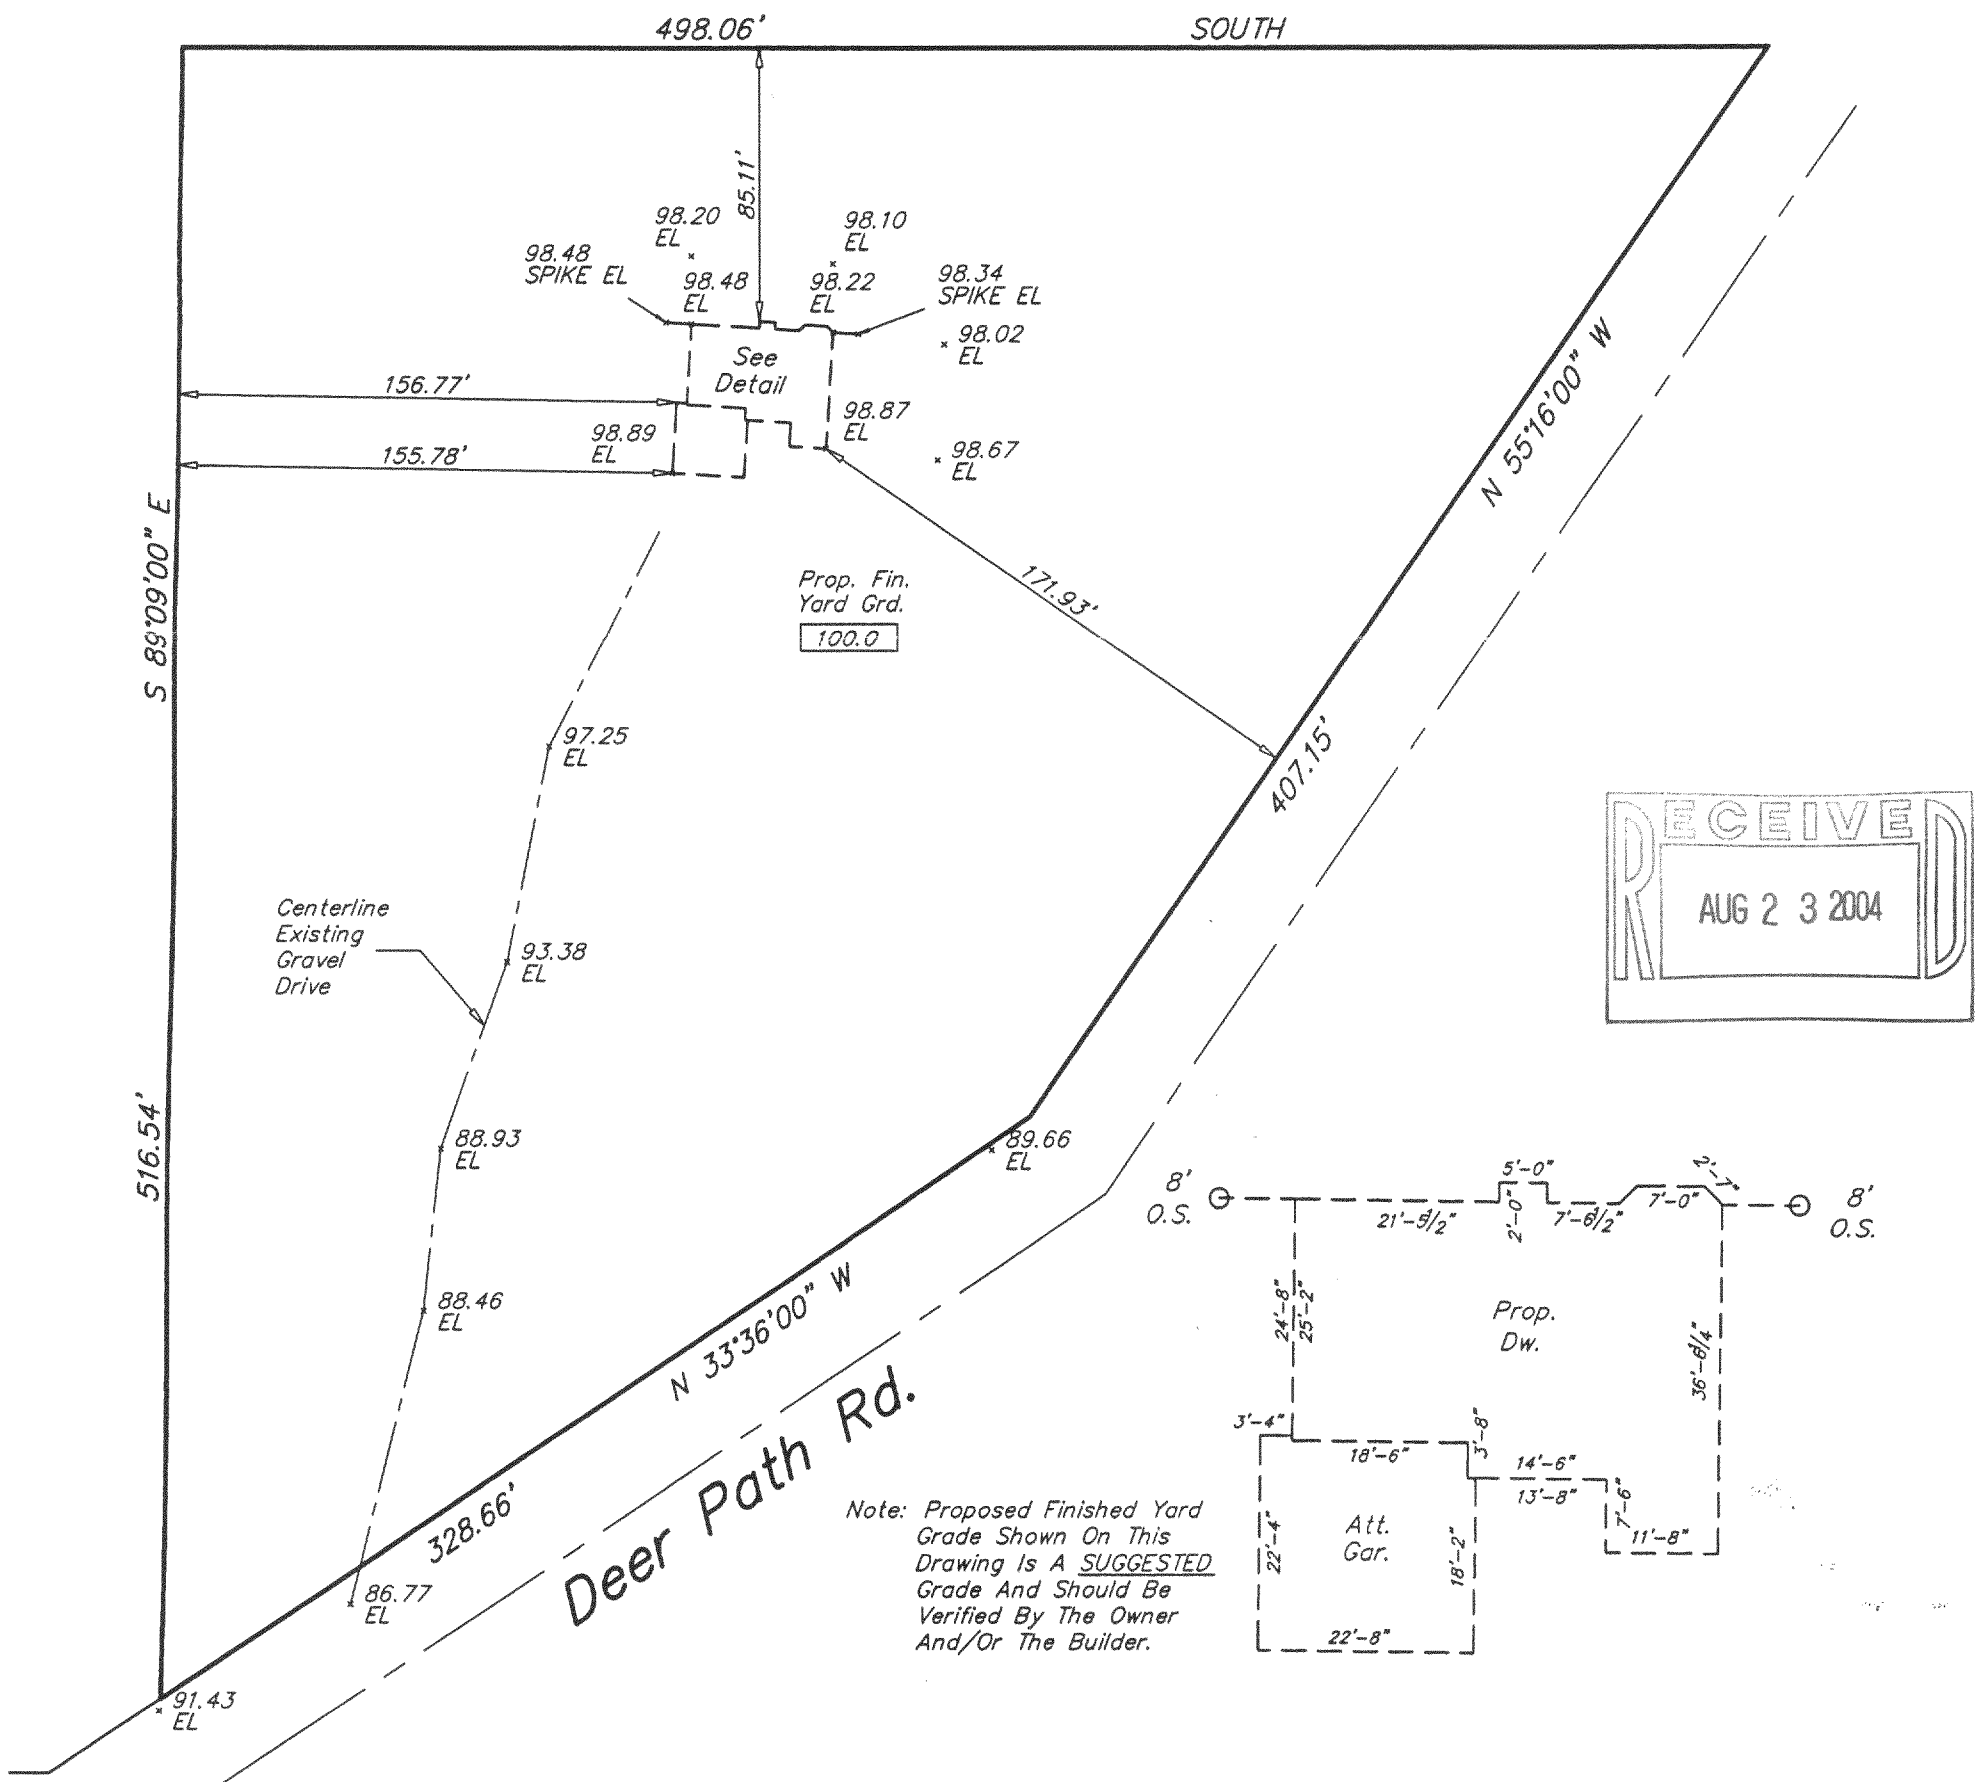 498.06'
SOUTH
85.11'
98.20
EL
98.10
EL
98.48
SPIKE EL
98.48
EL
98.22
EL
98.34
SPIKE EL
98.02
EL
See
Detail
156.77'
98.87
EL
98.89
EL
155.78'
98.67
EL
N 55°16'00" W
S 89°09'00" E
171.93'
Prop. Fin.
Yard Grd.
100.0
97.25
EL
407.15'
RECEIVED
AUG 23 2004
Centerline
Existing
Gravel
Drive
93.38
EL
516.54'
88.93
EL
89.66
EL
88.46
EL
N 33°36'00" W
328.66'
Deer Path Rd.
86.77
EL
91.43
EL
8'
O.S.
5'-0"
2'-7"
21'-5½"
2'-0"
7'-6½"
7'-0"
8'
O.S.
24'-8"
25'-2"
Prop.
Dw.
36'-6¼"
3'-4"
18'-6"
3'-8"
14'-6"
13'-8"
7'-6"
11'-8"
22'-4"
Att.
Gar.
18'-2"
22'-8"
Note: Proposed Finished Yard
Grade Shown On This
Drawing Is A SUGGESTED
Grade And Should Be
Verified By The Owner
And/Or The Builder.